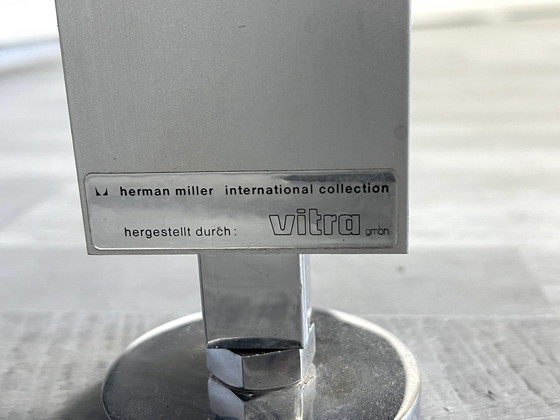 herman miller international collection
hergestellt durch: vitra gmbh